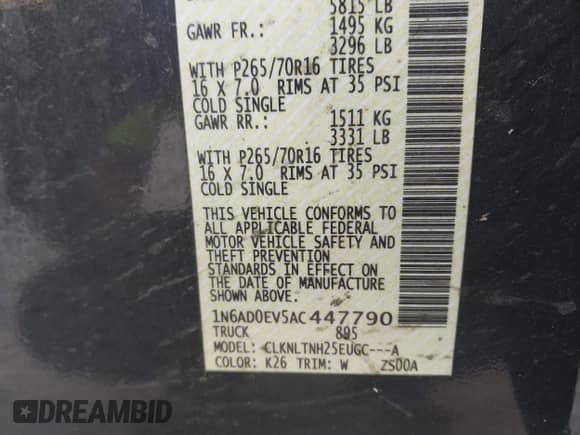 5815 LB
GAWR FR.: 1495 KG
3296 LB
WITH P265/70R16 TIRES
16 X 7.0 RIMS AT 35 PSI
COLD SINGLE
GAWR RR.: 1511 KG
3331 LB
WITH P265/70R16 TIRES
16 X 7.0 RIMS AT 35 PSI
COLD SINGLE
THIS VEHICLE CONFORMS TO
ALL APPLICABLE FEDERAL
MOTOR VEHICLE SAFETY AND
THEFT PREVENTION
STANDARDS IN EFFECT ON
THE DATE OF MANUFACTURE
SHOWN ABOVE.
1N6AD0EV5AC447790
TRUCK 895
MODEL: CLKNLTNH25EUGC---A
COLOR: K26 TRIM: W ZS00A
DREAMBID